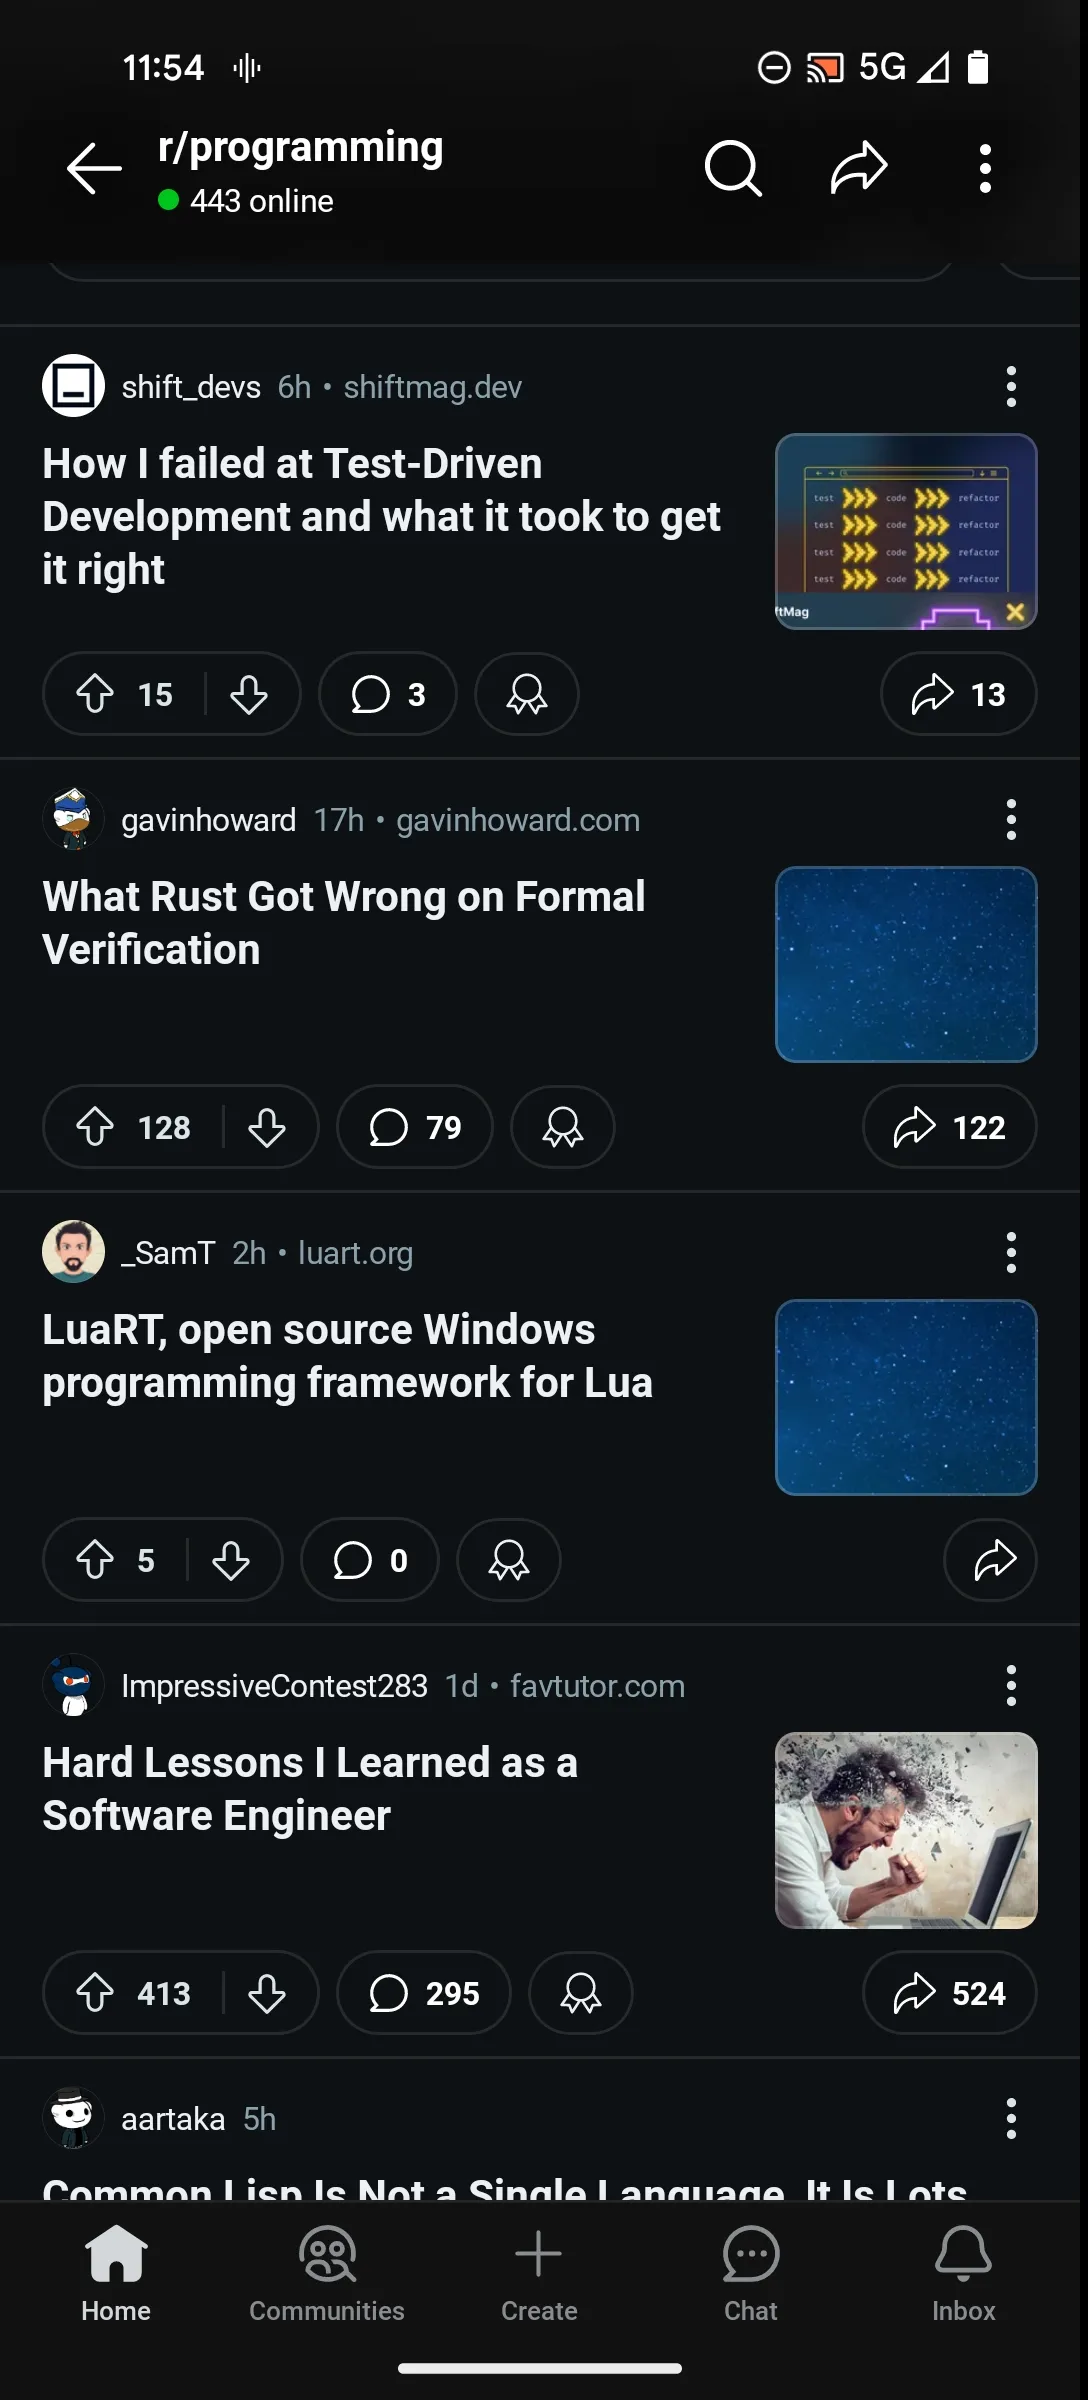 11:54
5G
r/programming
443 online
shift_devs 6h • shiftmag.dev
How I failed at Test-Driven
Development and what it took to get
it right
test code refactor
test code refactor
test code refactor
test code refactor
ftMag
15
3
13
gavinhoward 17h • gavinhoward.com
What Rust Got Wrong on Formal
Verification
128
79
122
_SamT 2h • luart.org
LuaRT, open source Windows
programming framework for Lua
5
0
ImpressiveContest283 1d • favtutor.com
Hard Lessons I Learned as a
Software Engineer
413
295
524
aartaka 5h
Common Lisp Is Not a Single Language, It Is Lots
Home
Communities
Create
Chat
Inbox